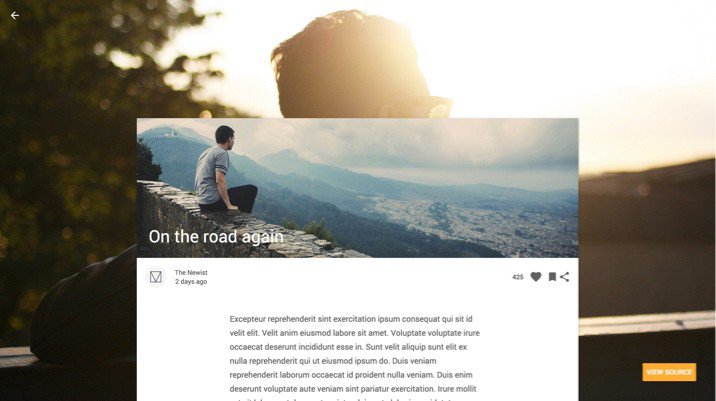 On the road again
The Newist
2 days ago
425
Excepteur reprehenderit sint exercitation ipsum consequat qui sit id
velit elit. Velit anim eiusmod labore sit amet. Voluptate voluptate irure
occaecat deserunt incididunt esse in. Sunt velit aliquip sunt elit ex
nulla reprehenderit qui ut eiusmod ipsum do. Duis veniam
reprehenderit laborum occaecat id proident nulla veniam. Duis enim
deserunt voluptate aute veniam sint pariatur exercitation. Irure mollit
VIEW SOURCE